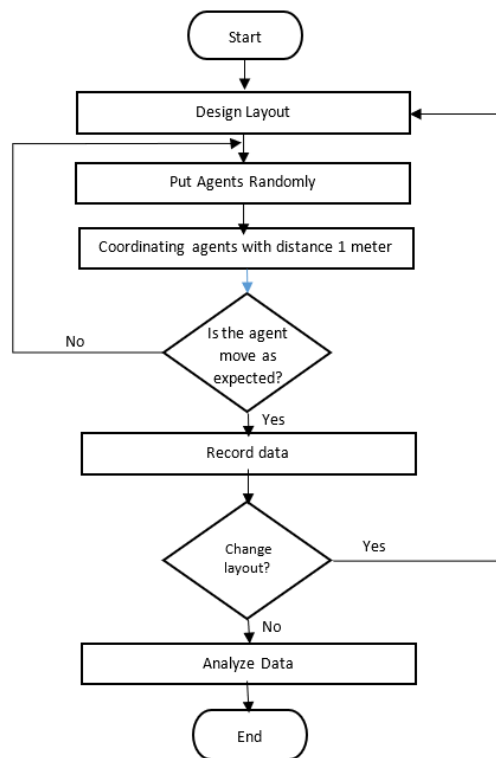 Start
Design Layout
Put Agents Randomly
Coordinating agents with distance 1 meter
No
Is the agent
move as
expected?
Yes
Record data
Change
layout?
Yes
No
Analyze Data
End